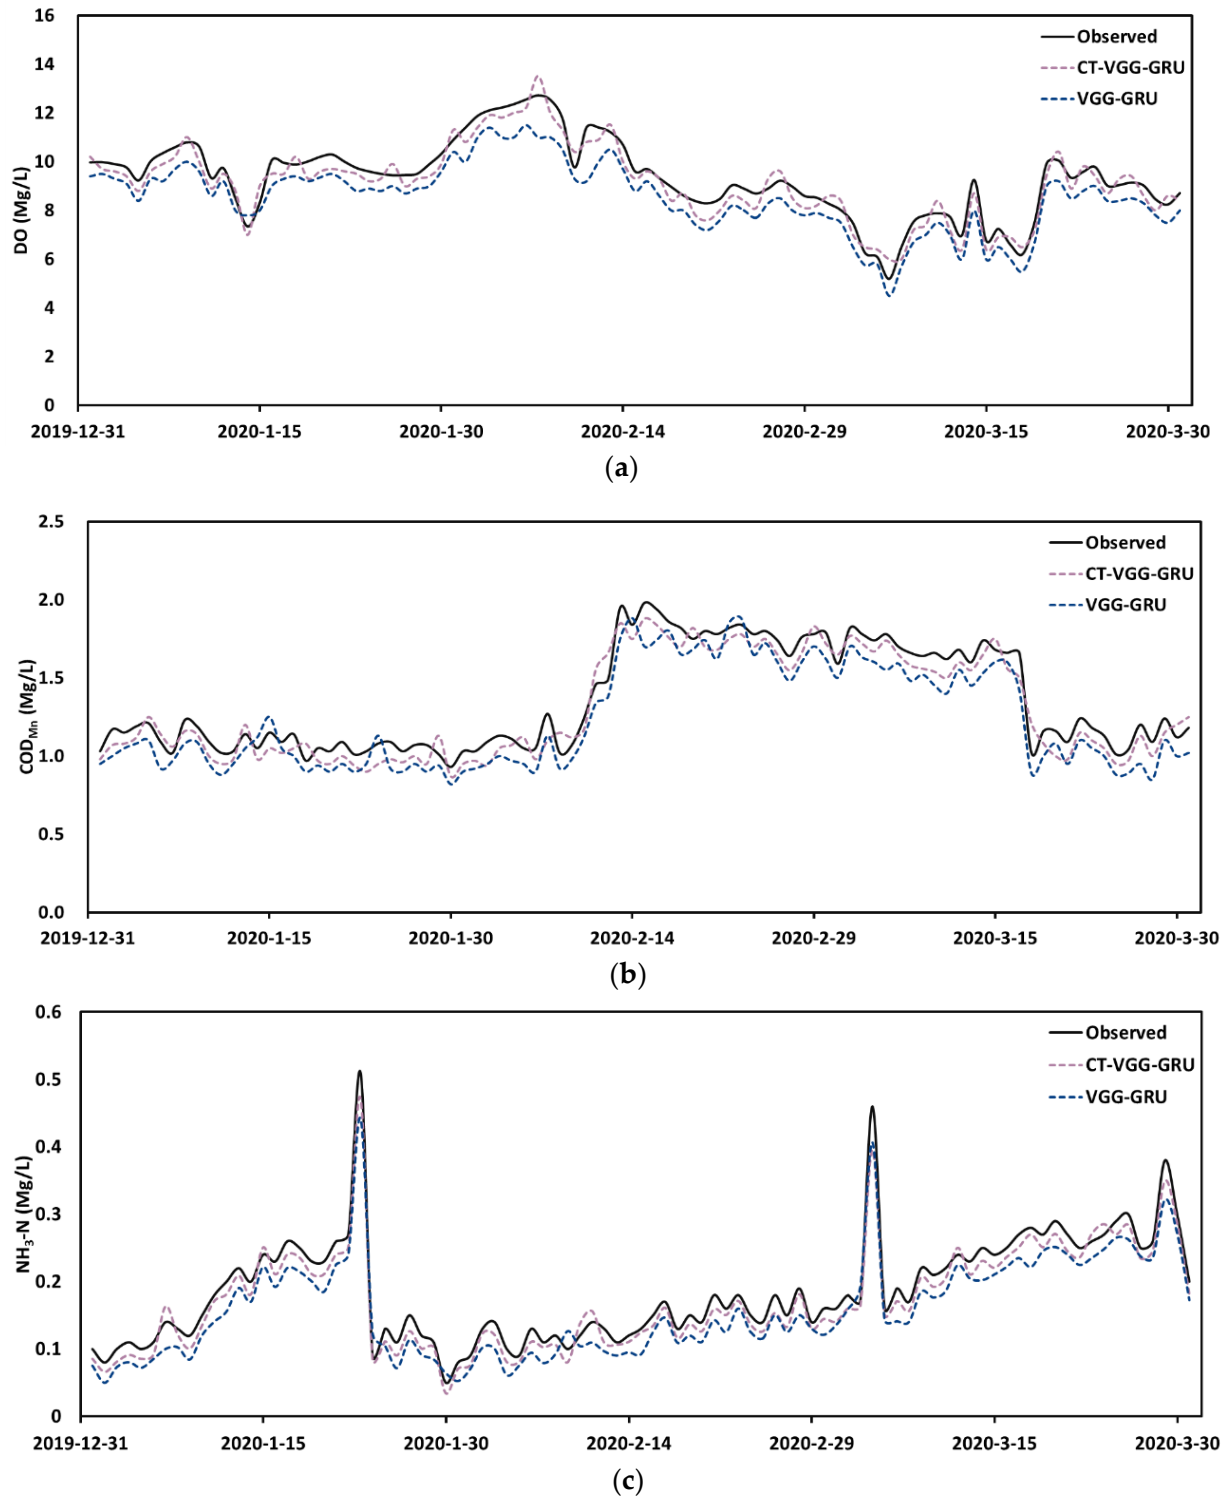 16
14
12
10
8
6
4
2
0
DO (Mg/L)
Observed
CT-VGG-GRU
VGG-GRU
2019-12-31 2020-1-15 2020-1-30 2020-2-14 2020-2-29 2020-3-15 2020-3-30
(a)
2.5
2.0
1.5
1.0
0.5
0.0
COD_Mn (Mg/L)
Observed
CT-VGG-GRU
VGG-GRU
2019-12-31 2020-1-15 2020-1-30 2020-2-14 2020-2-29 2020-3-15 2020-3-30
(b)
0.6
0.5
0.4
0.3
0.2
0.1
0
NH₃-N (Mg/L)
Observed
CT-VGG-GRU
VGG-GRU
2019-12-31 2020-1-15 2020-1-30 2020-2-14 2020-2-29 2020-3-15 2020-3-30
(c)